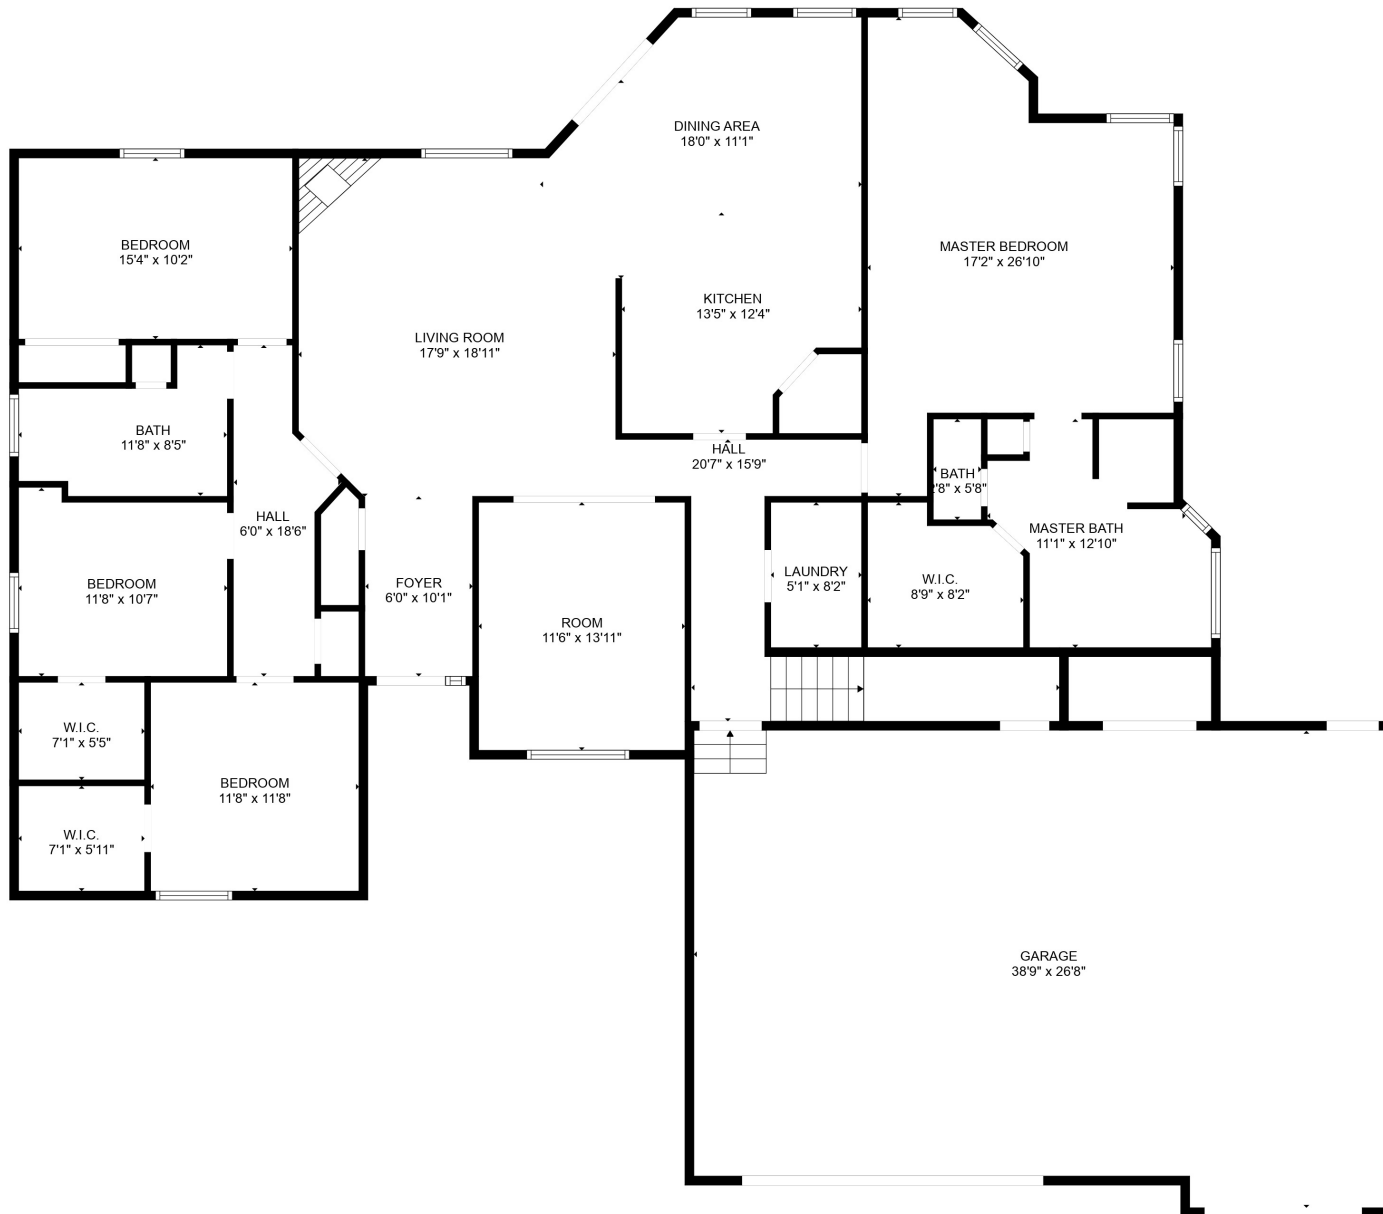 DINING AREA
18'0" x 11'1"
BEDROOM
15'4" x 10'2"
MASTER BEDROOM
17'2" x 26'10"
KITCHEN
13'5" x 12'4"
LIVING ROOM
17'9" x 18'11"
BATH
11'8" x 8'5"
HALL
20'7" x 15'9"
BATH
2'8" x 5'8"
HALL
6'0" x 18'6"
MASTER BATH
11'1" x 12'10"
BEDROOM
11'8" x 10'7"
FOYER
6'0" x 10'1"
LAUNDRY
5'1" x 8'2"
W.I.C.
8'9" x 8'2"
ROOM
11'6" x 13'11"
W.I.C.
7'1" x 5'5"
BEDROOM
11'8" x 11'8"
W.I.C.
7'1" x 5'11"
GARAGE
38'9" x 26'8"